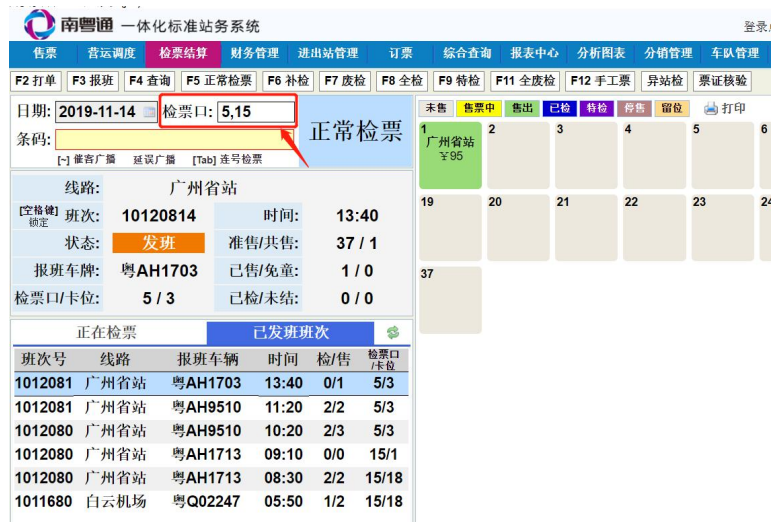 南粤通 一体化标准站务系统
登录
售票 营运调度 检票结算 财务管理 进出站管理 订票 综合查询 报表中心 分析图表 分销管理 车队管理
F2 打单 F3 报班 F4 查询 F5 正常检票 F6 补检 F7 废检 F8 全检 F9 特检 F11 全废检 F12 手工票 异站检 票证核验
日期: 2019-11-14 检票口: 5,15
正常检票
条码:
[~] 催客广播 延误广播 [Tab] 连号检票
未售 售票中 售出 已检 特检 停售 留位 打印
1 2 3 4 5 6
广州省站
￥95
19 20 21 22 23
37
线路: 广州省站
[空格键] 锁定 班次: 10120814 时间: 13:40
状态: 发班 准售/共售: 37 / 1
报班车牌: 粤AH1703 已售/免童: 1 / 0
检票口/卡位: 5 / 3 已检/未结: 0 / 0
正在检票 已发班班次
班次号 线路 报班车辆 时间 检/售 检票口/卡位
1012081 广州省站 粤AH1703 13:40 0/1 5/3
1012081 广州省站 粤AH9510 11:20 2/2 5/3
1012080 广州省站 粤AH9510 10:20 2/3 5/3
1012080 广州省站 粤AH1713 09:10 0/0 15/1
1012080 广州省站 粤AH1713 08:30 2/2 15/18
1011680 白云机场 粤Q02247 05:50 1/2 15/18